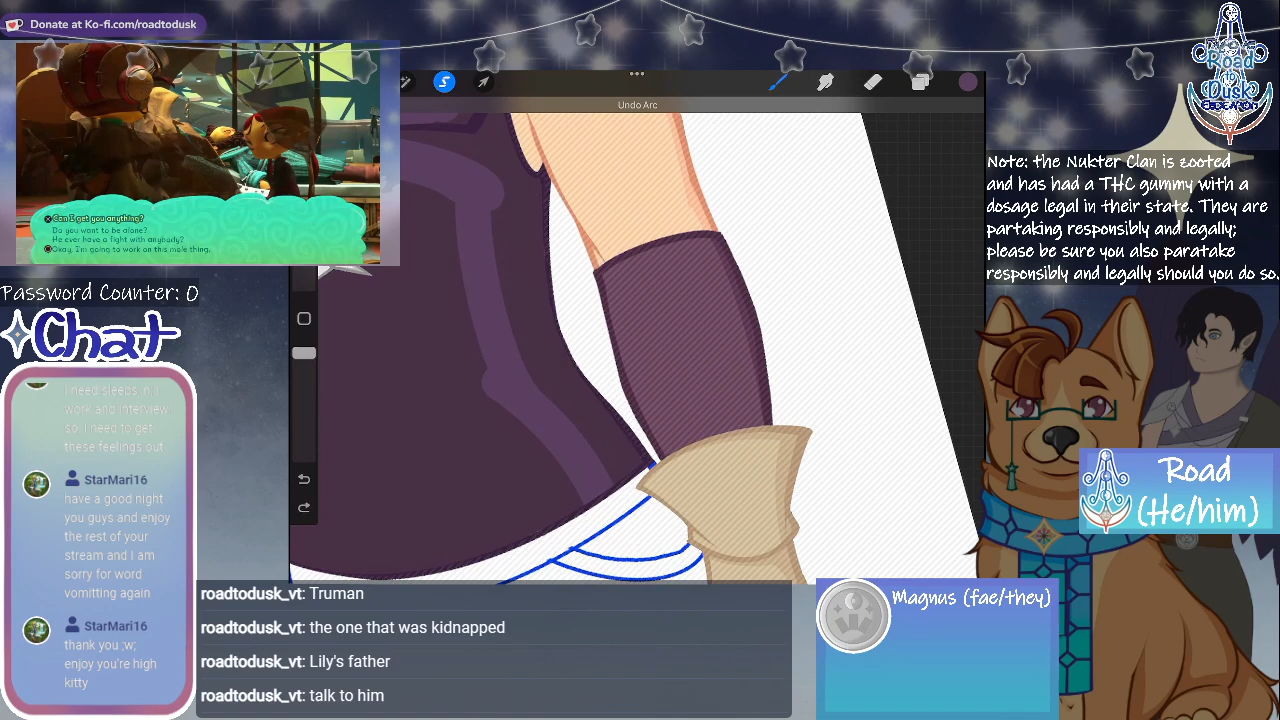 Donate at Ko-fi.com/roadtodusk
Can I get you anything?
Do you want to be alone?
He ever have a fight with anybody?
Okay, I'm going to work on this mole thing.
Undo Arc
Road
to
Dusk
Note: the Nukter Clan is zooted
and has had a THC gummy with a
dosage legal in their state. They are
partaking responsibly and legally;
please be sure you also paratake
responsibly and legally should you do so.
Password Counter: 0
Chat
I need sleeps n I
work and interview
so. I need to get
these feelings out
StarMari16
have a good night
you guys and enjoy
the rest of your
stream and I am
sorry for word
vomitting again
StarMari16
thank you ;w;
enjoy you're high
kitty
roadtodusk_vt: Truman
roadtodusk_vt: the one that was kidnapped
roadtodusk_vt: Lily's father
roadtodusk_vt: talk to him
Road
(He/him)
Magnus (fae/they)